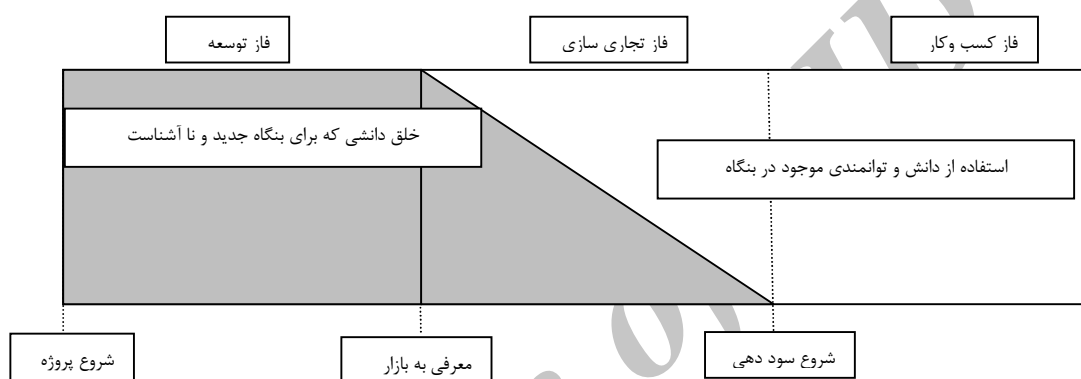 فاز توسعه
فاز تجاری سازی
فاز کسب وکار
خلق دانشی که برای بنگاه جدید و نا آشناست
استفاده از دانش و توانمندی موجود در بنگاه
شروع پروژه
معرفی به بازار
شروع سود دهی